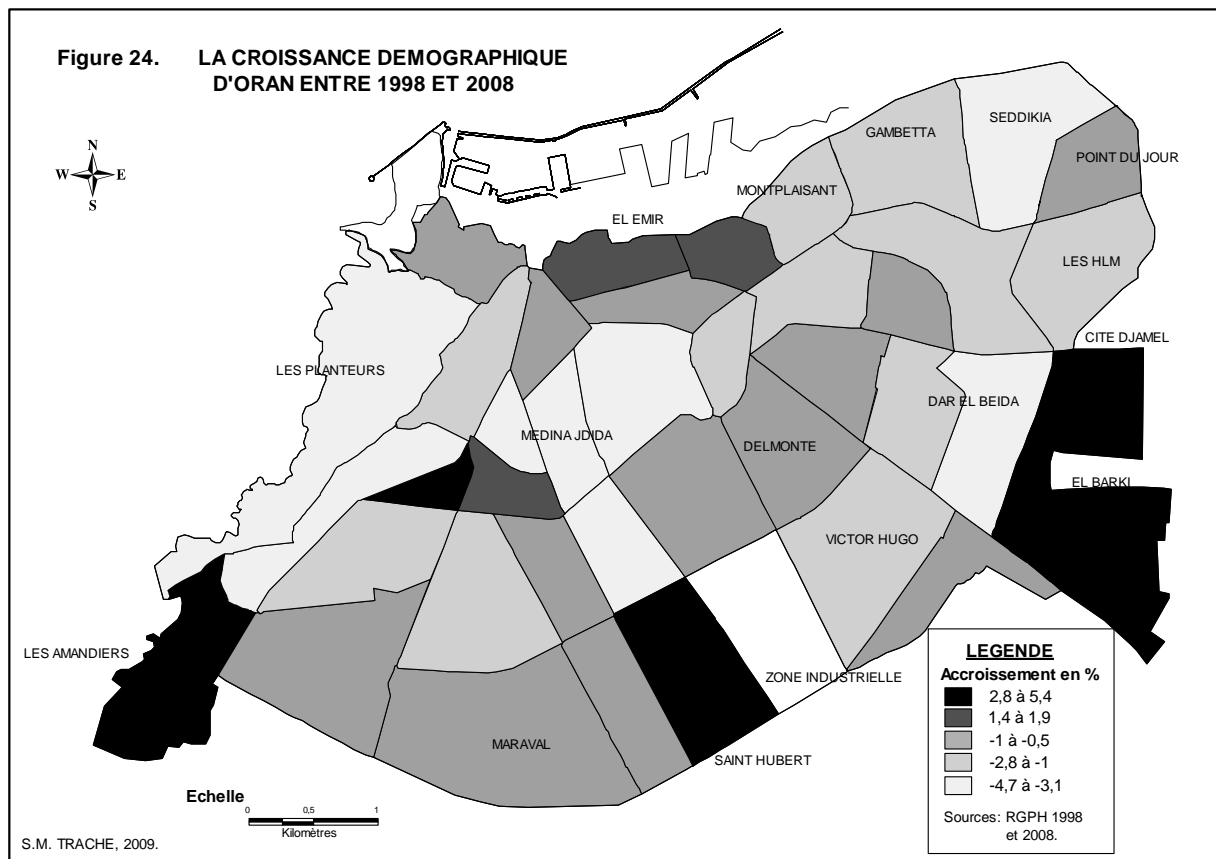 Figure 24. LA CROISSANCE DEMOGRAPHIQUE
D'ORAN ENTRE 1998 ET 2008
N
W E
S
SEDDIKIA
GAMBETTA
POINT DU JOUR
MONTPLAISANT
EL EMIR
LES HLM
CITE DJAMEL
LES PLANTEURS
DAR EL BEIDA
MEDINA JDIDA
DELMONTE
EL BARKI
VICTOR HUGO
LES AMANDIERS
ZONE INDUSTRIELLE
MARAVAL
SAINT HUBERT
LEGENDE
Accroissement en %
2,8 à 5,4
1,4 à 1,9
-1 à -0,5
-2,8 à -1
-4,7 à -3,1
Sources: RGPH 1998
et 2008.
Echelle
0 0,5 1
Kilomètres
S.M. TRACHE, 2009.